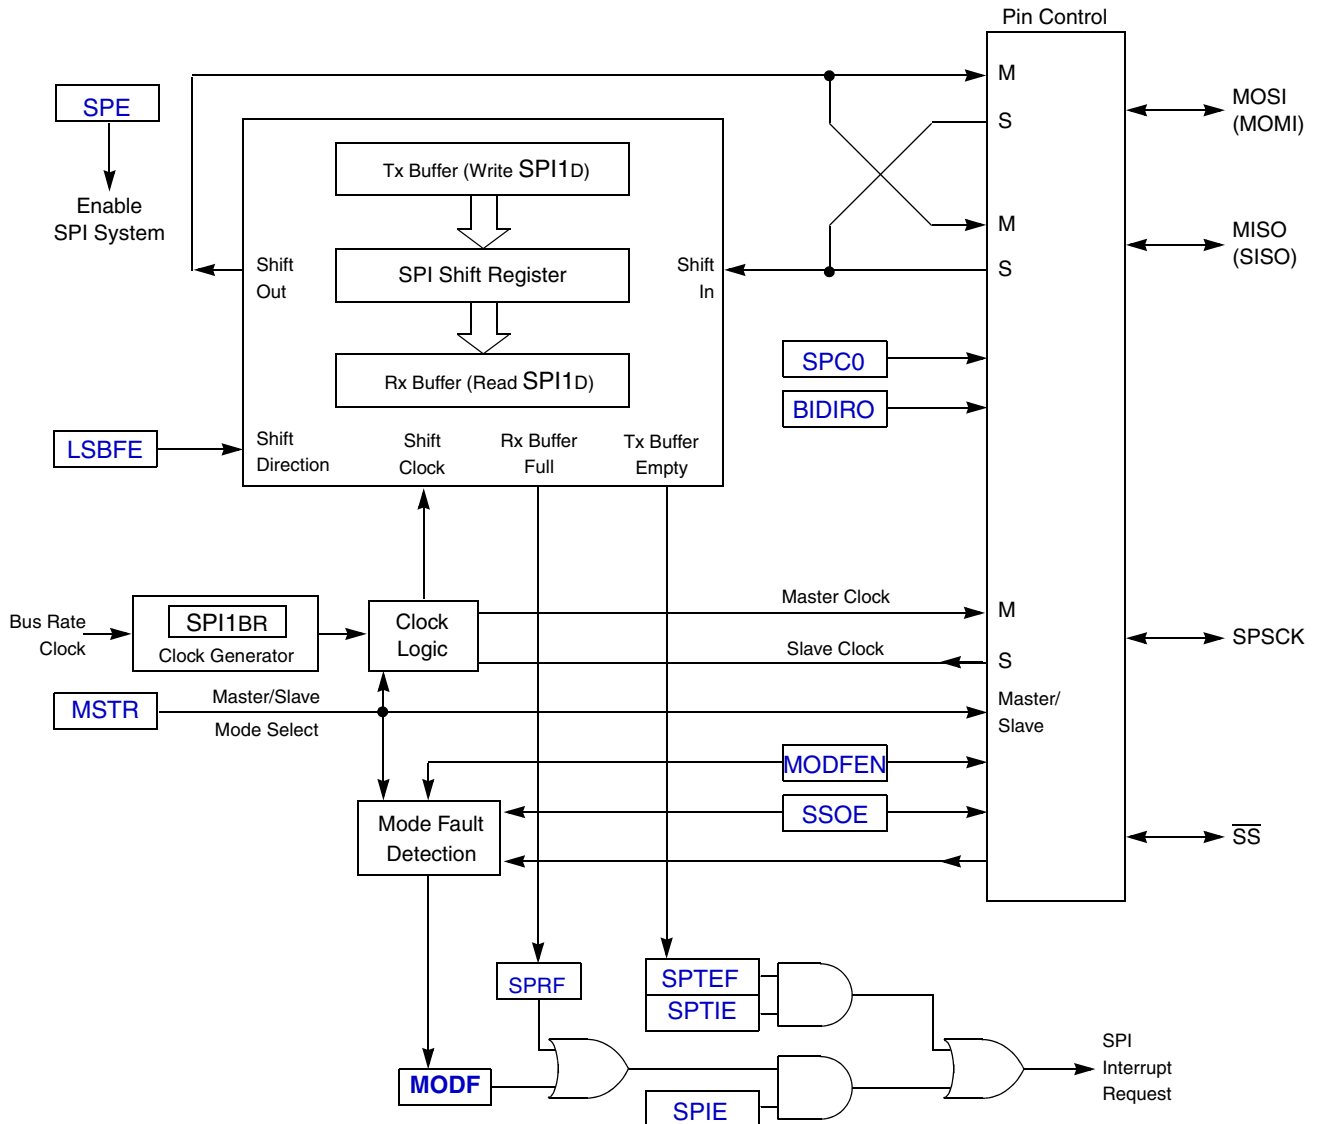 Pin Control
SPE
Enable
SPI System
M
S
M
S
MOSI
(MOMI)
MISO
(SISO)
Tx Buffer (Write SPI1D)
SPI Shift Register
Rx Buffer (Read SPI1D)
Shift
Out
Shift
In
SPC0
BIDIRO
LSBFE
Shift
Direction
Shift
Clock
Rx Buffer
Full
Tx Buffer
Empty
Bus Rate
Clock
SPI1BR
Clock Generator
Clock
Logic
Master Clock
Slave Clock
M
S
SPSCK
MSTR
Master/Slave
Mode Select
Master/
Slave
MODFEN
SSOE
Mode Fault
Detection
SS
SPRF
SPTEF
SPTIE
MODF
SPIE
SPI
Interrupt
Request